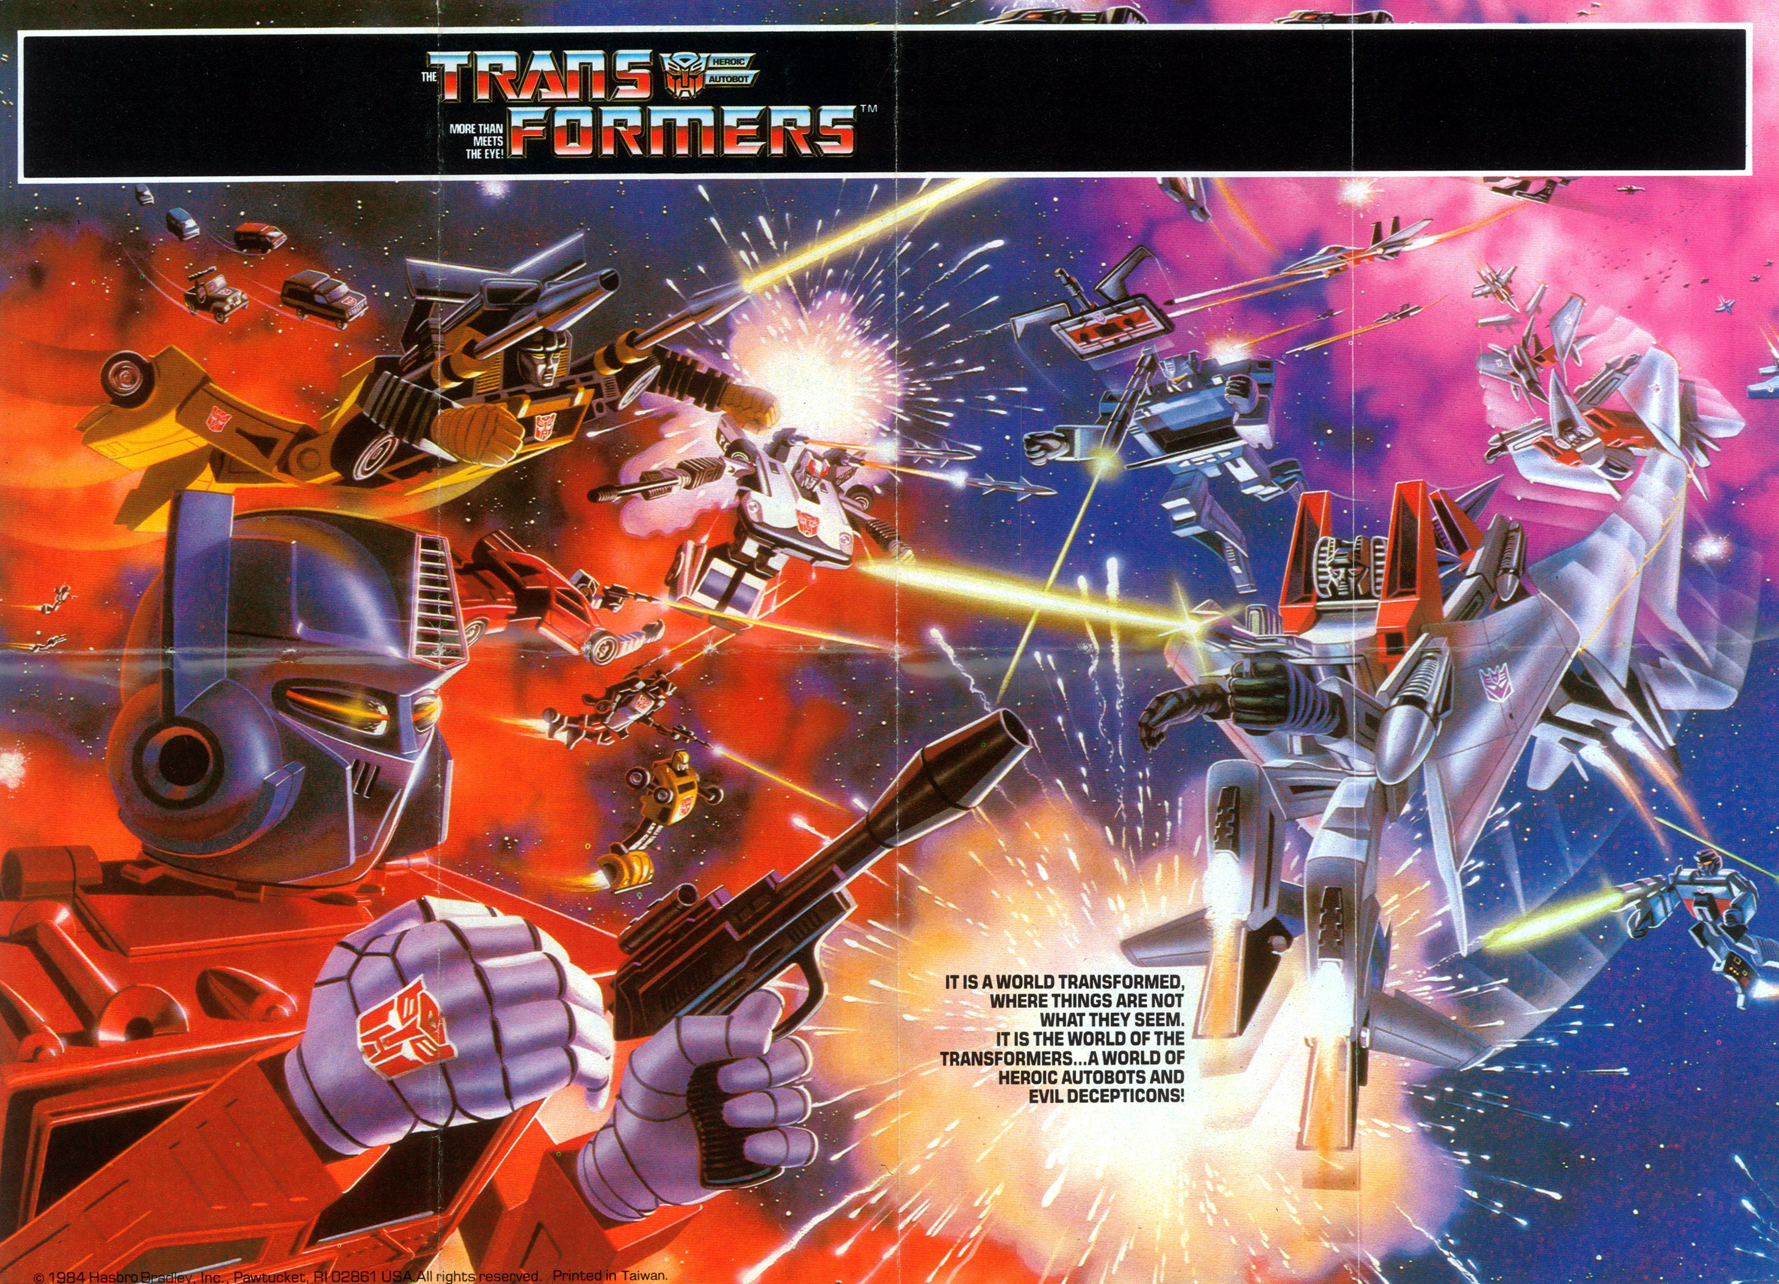 THE TRANS HEROIC
AUTOBOT
MORE THAN
MEETS
THE EYE!
FORMERS™
IT IS A WORLD TRANSFORMED,
WHERE THINGS ARE NOT
WHAT THEY SEEM.
IT IS THE WORLD OF THE
TRANSFORMERS...A WORLD OF
HEROIC AUTOBOTS AND
EVIL DECEPTICONS!
© 1984 Hasbro Bradley, Inc., Pawtucket, RI 02861 USA.All rights reserved. Printed in Taiwan.